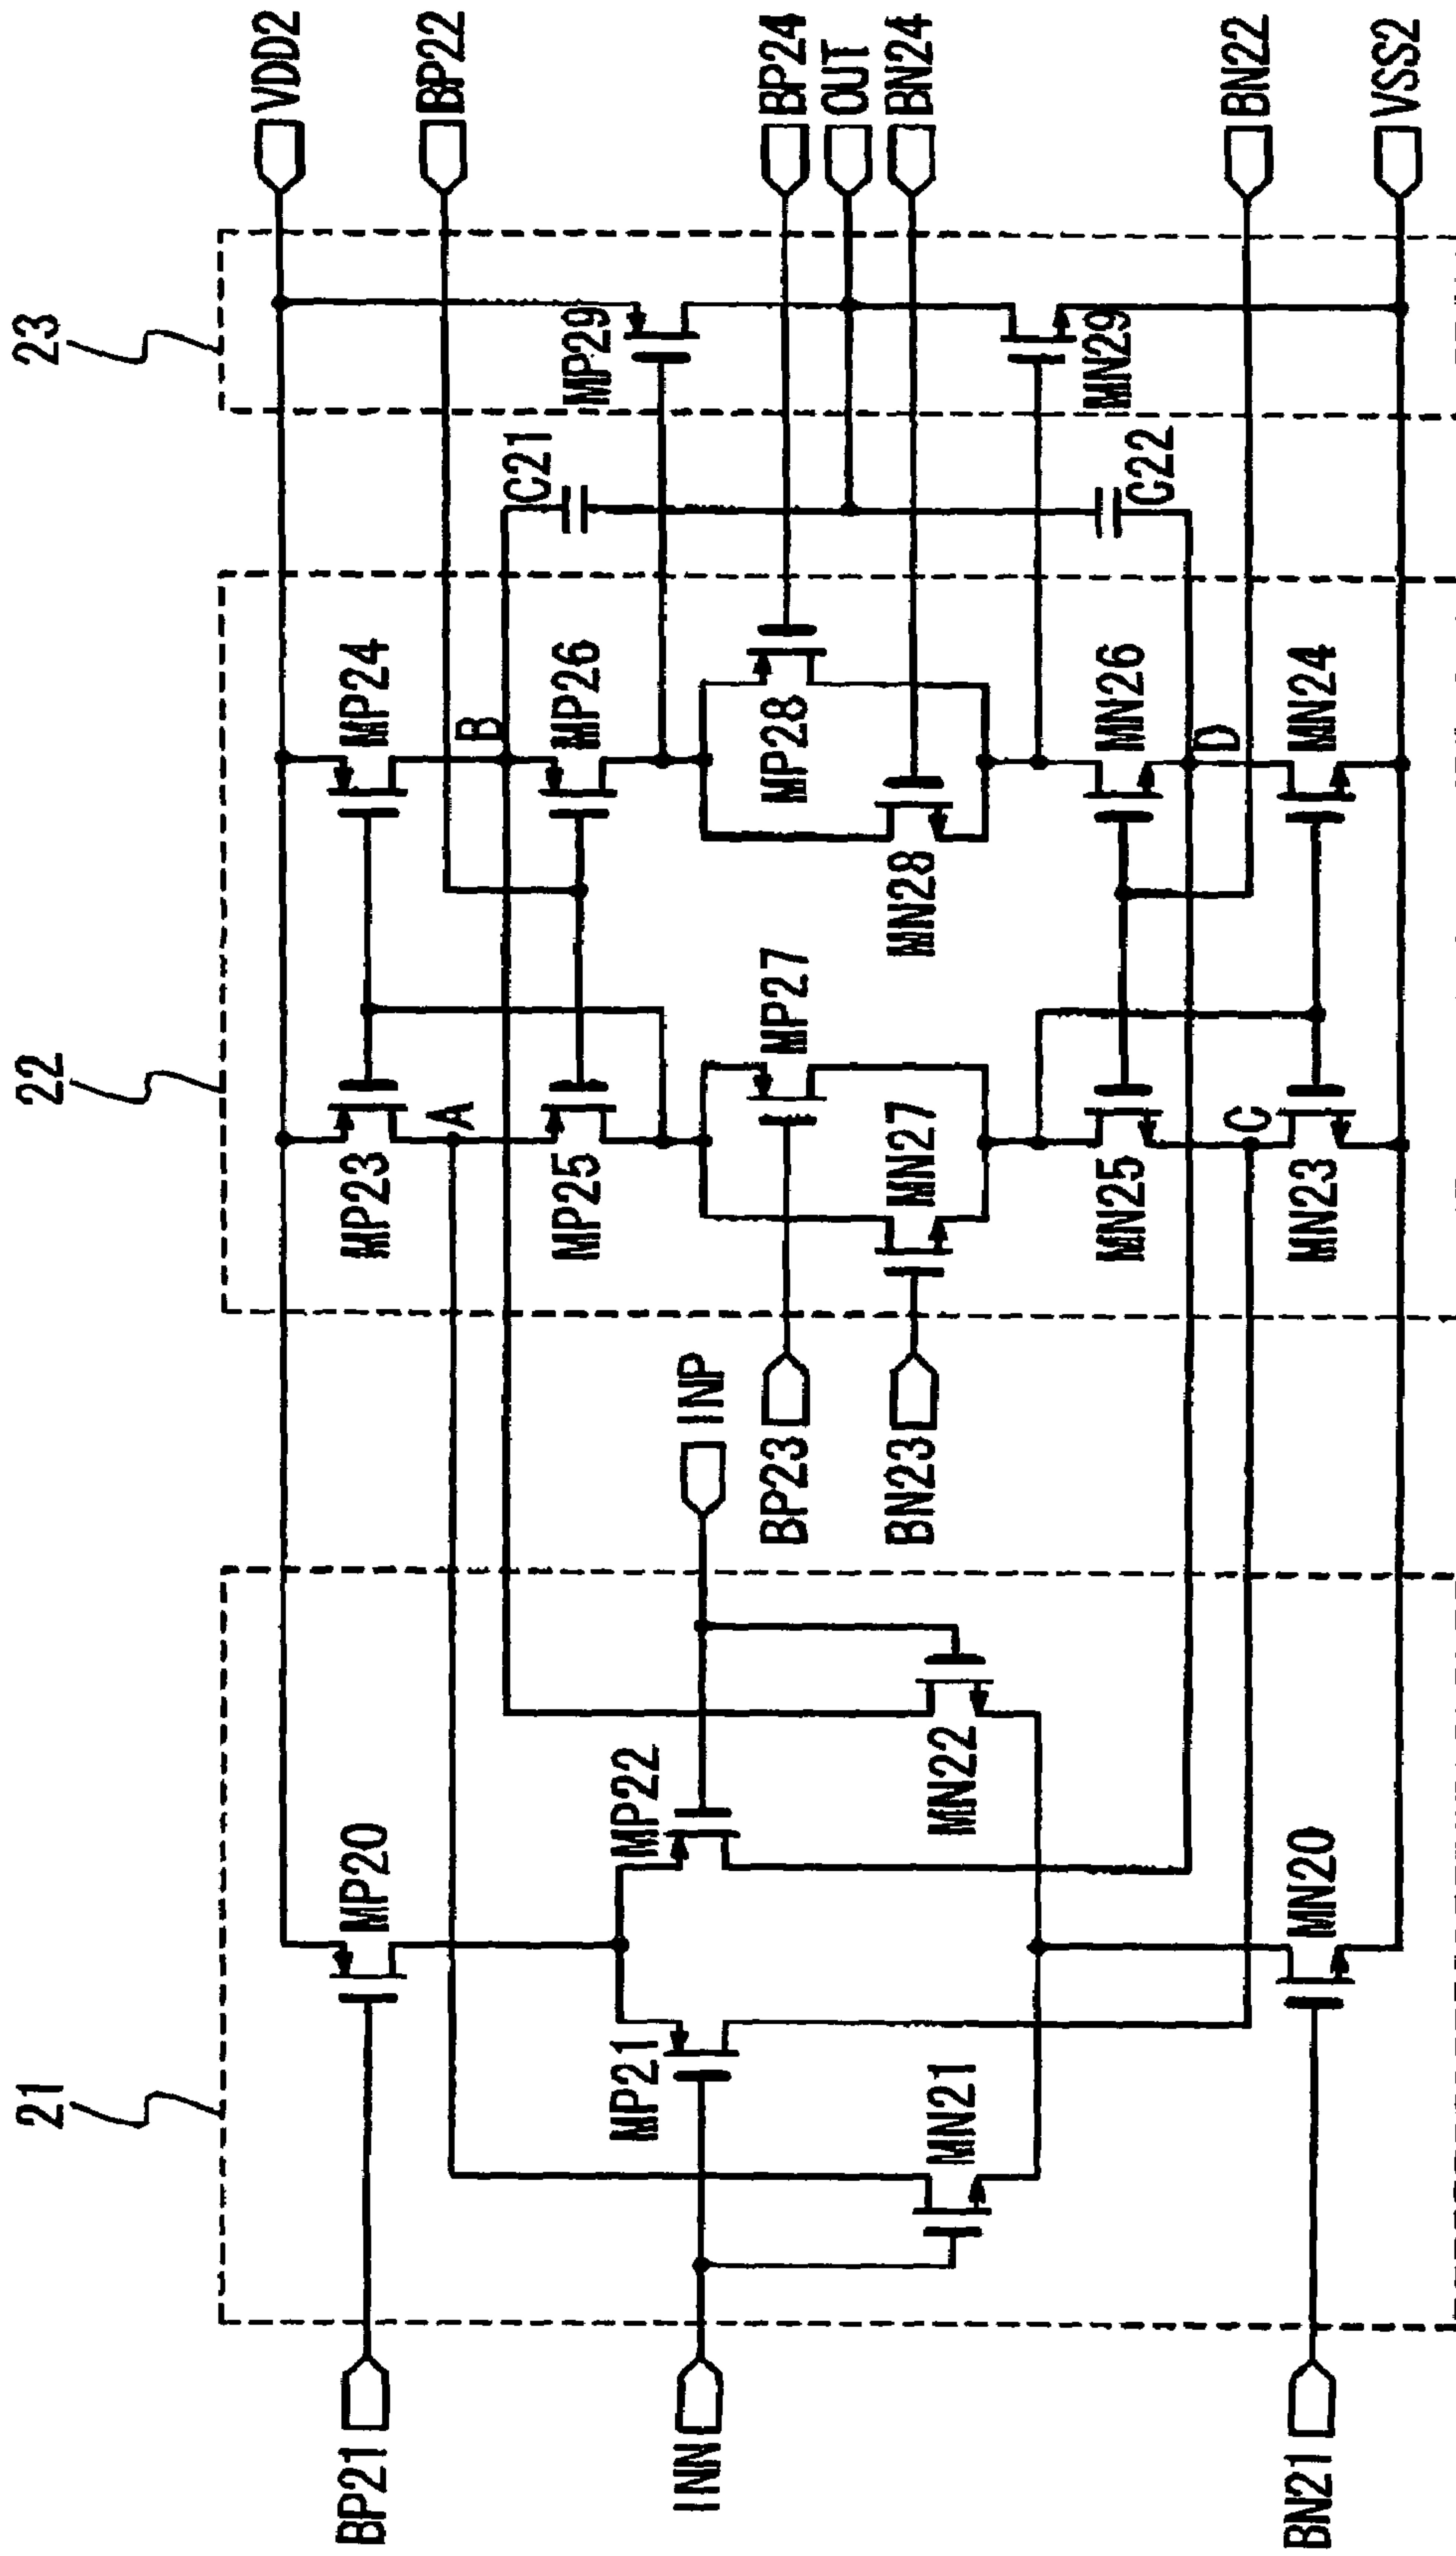 21
22
23
BP21
INN
BN21
MP20
MP21
MP22
MN21
MN22
MN20
INP
BP23
BN23
MP23
A
MP25
MP27
MN27
MN25
C
MN23
MP24
B
MP26
MP28
MN28
MN26
D
MN24
C21
C22
MP29
MN29
VDD2
BP22
BP24
OUT
BN24
BN22
VSS2